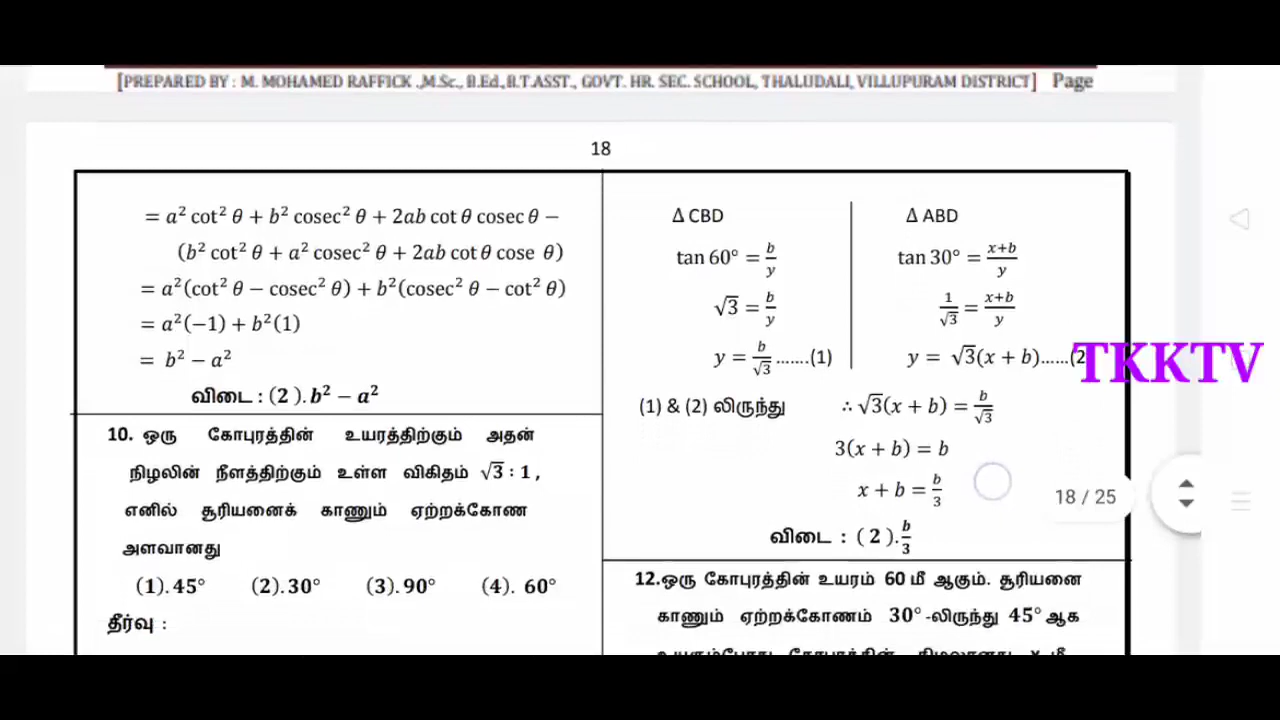 [PREPARED BY : M. MOHAMED RAFFICK .,M.Sc., B.Ed.,B.T.ASST., GOVT. HR. SEC. SCHOOL, THALUDALI, VILLUPURAM DISTRICT] Page
18
= a² cot² θ + b² cosec² θ + 2ab cot θ cosec θ −
(b² cot² θ + a² cosec² θ + 2ab cot θ cose θ)
= a²(cot² θ − cosec² θ) + b²(cosec² θ − cot² θ)
= a²(−1) + b²(1)
= b² − a²
விடை : (2). b² − a²
10. ஒரு கோபுரத்தின் உயரத்திற்கும் அதன்
நிழலின் நீளத்திற்கும் உள்ள விகிதம் √3 : 1 ,
எனில் சூரியனைக் காணும் ஏற்றக்கோண
அளவானது
(1). 45° (2). 30° (3). 90° (4). 60°
தீர்வு :
Δ CBD
tan 60° = b/y
√3 = b/y
y = b/√3 .......(1)
Δ ABD
tan 30° = x+b/y
1/√3 = x+b/y
y = √3(x + b)......(2
(1) & (2) லிருந்து ∴ √3(x + b) = b/√3
3(x + b) = b
x + b = b/3
விடை : (2). b/3
12.ஒரு கோபுரத்தின் உயரம் 60 மீ ஆகும். சூரியனை
காணும் ஏற்றக்கோணம் 30° -லிருந்து 45° ஆக
TKKTV
18 / 25